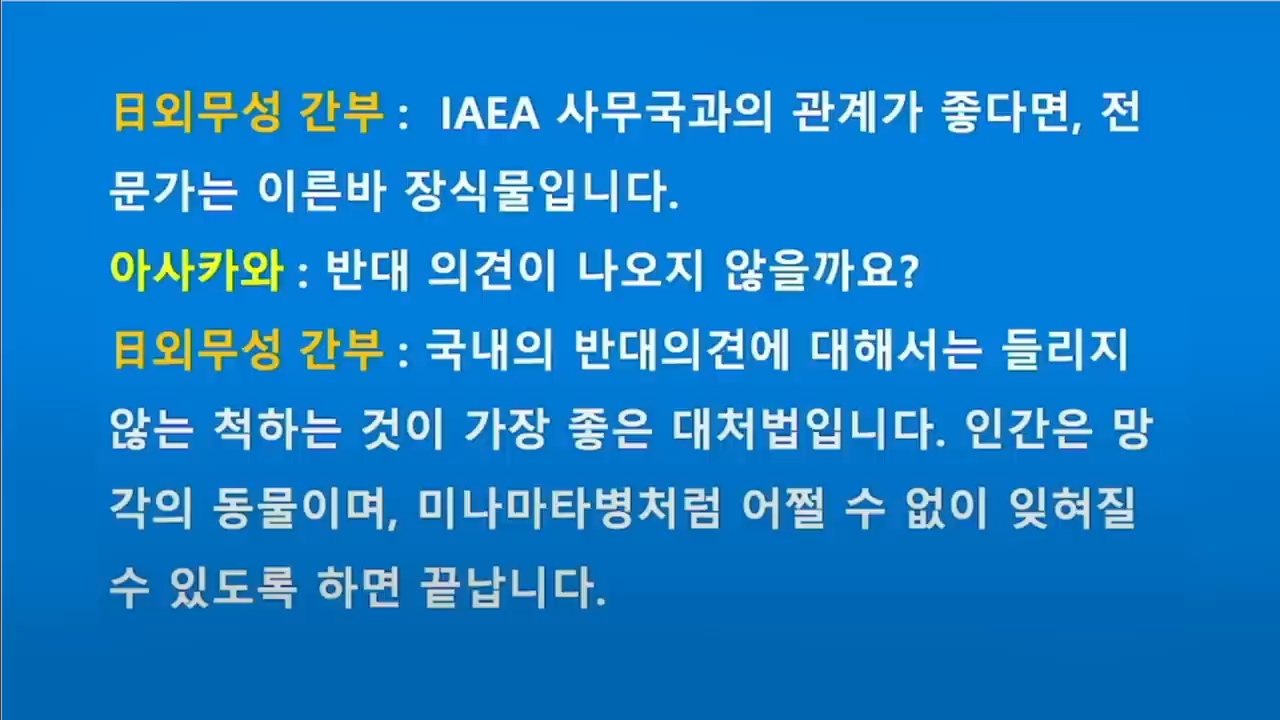 日외무성 간부 : IAEA 사무국과의 관계가 좋다면, 전
문가는 이른바 장식물입니다.
아사카와 : 반대 의견이 나오지 않을까요?
日외무성 간부 : 국내의 반대의견에 대해서는 들리지
않는 척하는 것이 가장 좋은 대처법입니다. 인간은 망
각의 동물이며, 미나마타병처럼 어쩔 수 없이 잊혀질
수 있도록 하면 끝납니다.